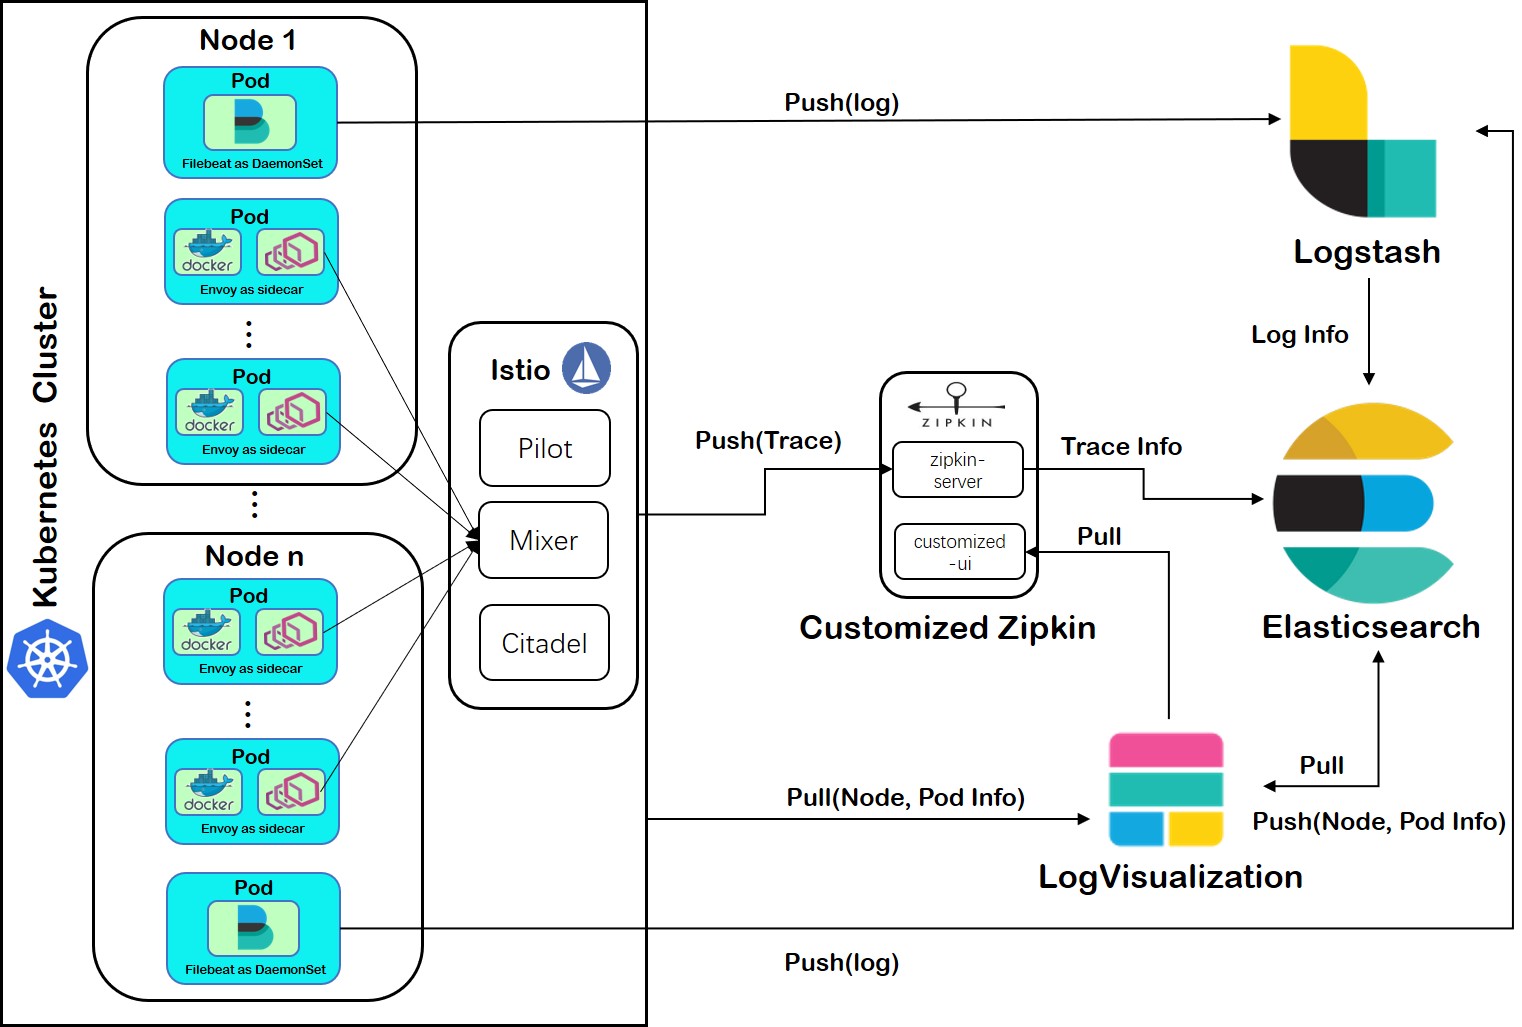 Kubernetes Cluster
Node 1
Pod
Filebeat as DaemonSet
Pod
docker
Envoy as sidecar
Pod
docker
Envoy as sidecar
Node n
Pod
docker
Envoy as sidecar
Pod
docker
Envoy as sidecar
Pod
Filebeat as DaemonSet
Istio
Pilot
Mixer
Citadel
Push(log)
Push(Trace)
ZIPKIN
zipkin-
server
customized
-ui
Customized Zipkin
Trace Info
Pull
Logstash
Log Info
Elasticsearch
Pull
Push(Node, Pod Info)
Pull(Node, Pod Info)
LogVisualization
Push(log)